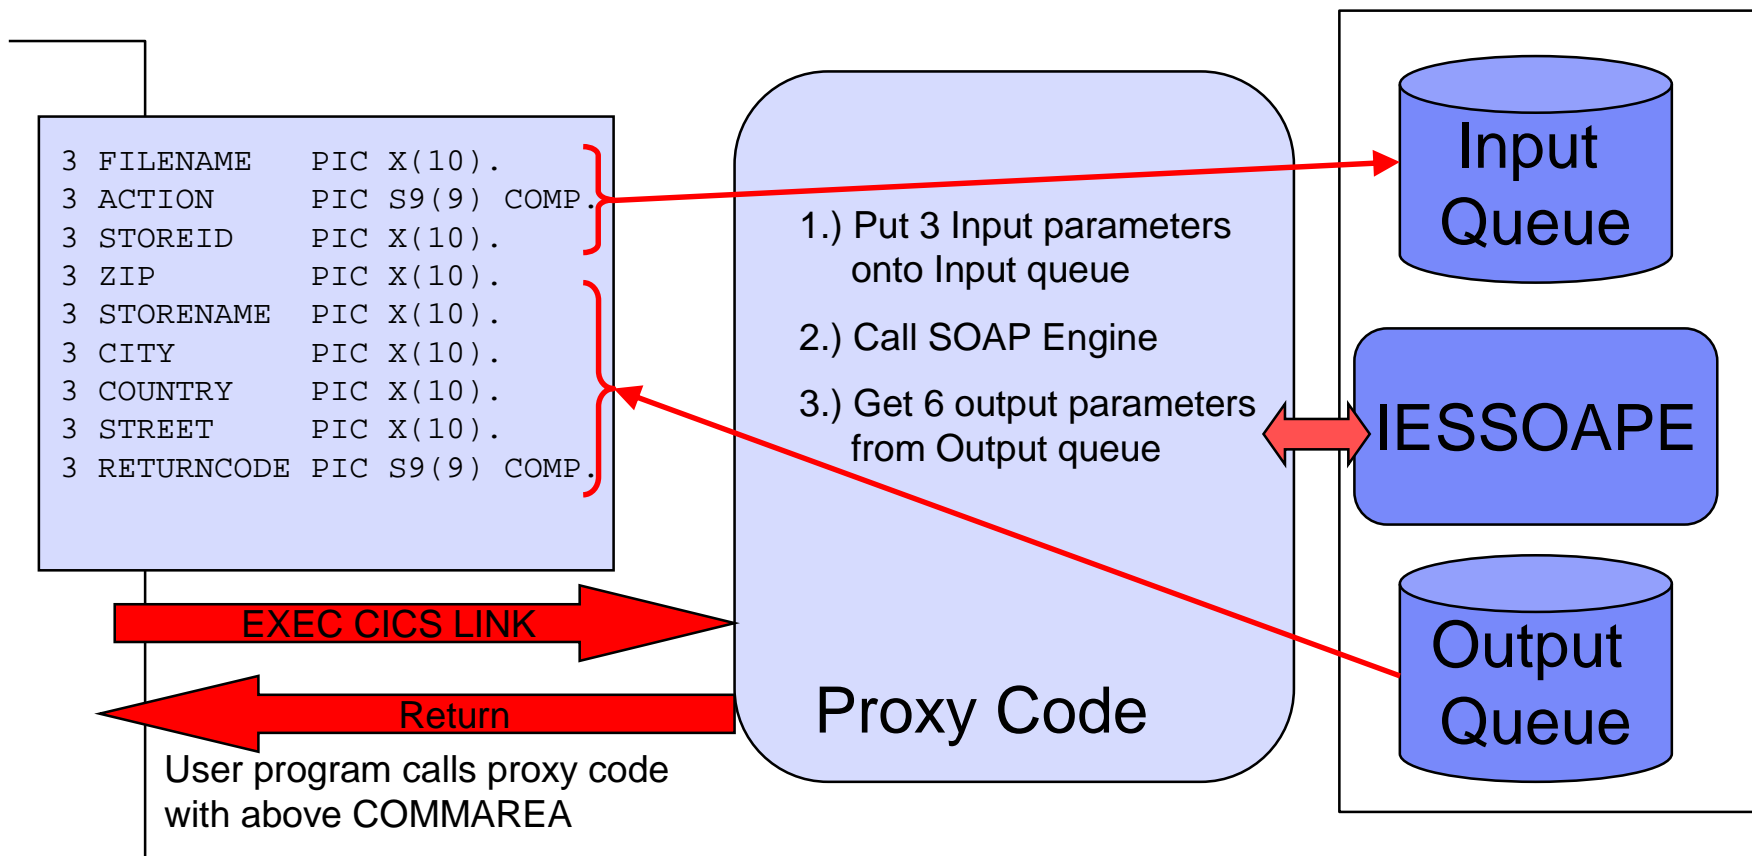 3 FILENAME PIC X(10).
3 ACTION PIC S9(9) COMP.
3 STOREID PIC X(10).
3 ZIP PIC X(10).
3 STORENAME PIC X(10).
3 CITY PIC X(10).
3 COUNTRY PIC X(10).
3 STREET PIC X(10).
3 RETURNCODE PIC S9(9) COMP.
EXEC CICS LINK
Return
User program calls proxy code
with above COMMAREA
1.) Put 3 Input parameters
onto Input queue
2.) Call SOAP Engine
3.) Get 6 output parameters
from Output queue
Proxy Code
Input
Queue
IESSOAPE
Output
Queue